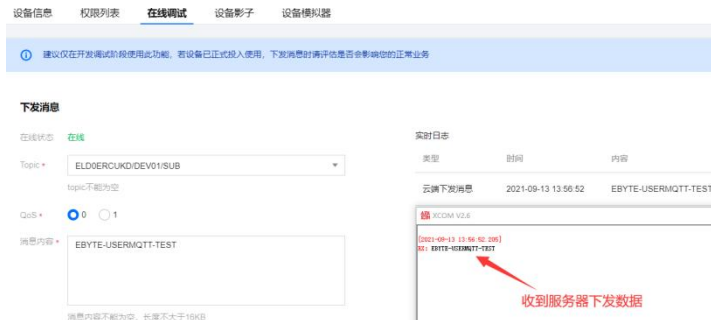 设备信息 权限列表 在线调试 设备影子 设备模拟器
建议仅在开发调试阶段使用此功能，若设备已正式投入使用，下发消息时请评估是否会影响您的正常业务
下发消息
在线状态 在线
Topic * ELD0ERCUKD/DEV01/SUB
topic不能为空
QoS * 0 1
消息内容 * EBYTE-USERMQTT-TEST
消息内容不能为空，长度不大于16KB
实时日志
类型 时间 内容
云端下发消息 2021-09-13 13:56:52 EBYTE-USERMQTT-TEST
XCOM V2.6
[2021-09-13 13:56:52.205]
RX: EBYTE-USERMQTT-TEST
收到服务器下发数据